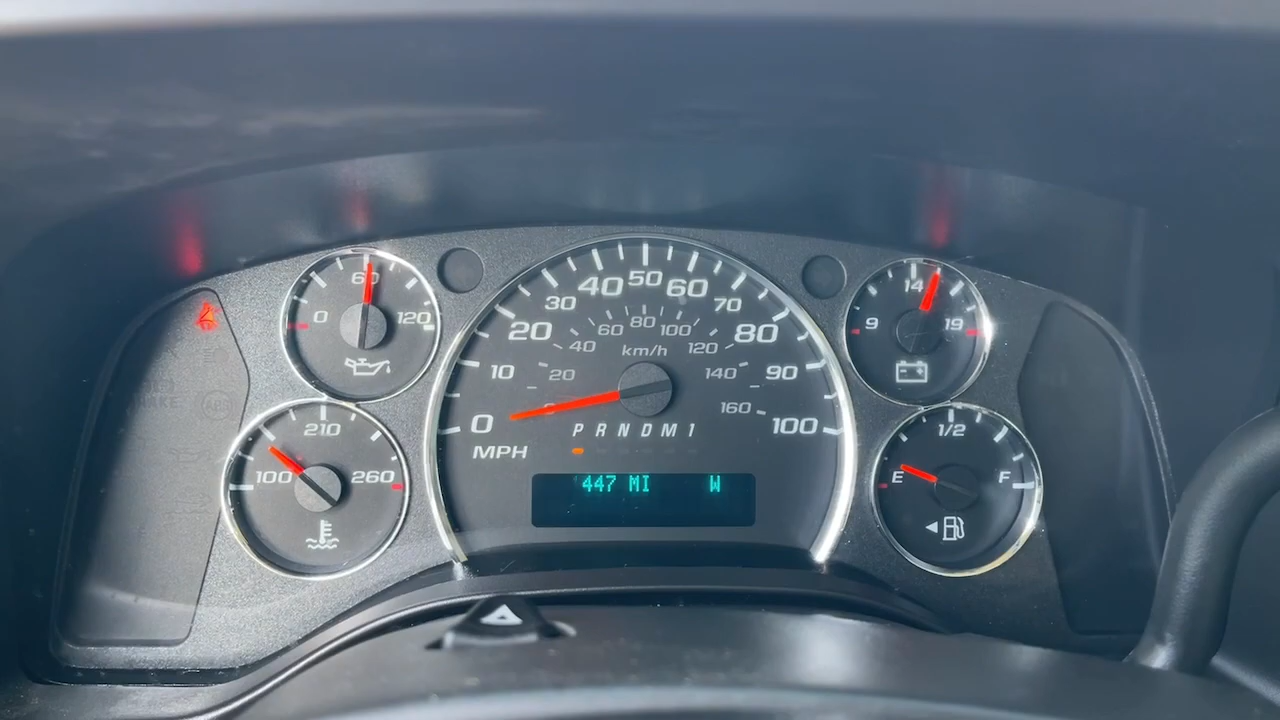 60
0 120
210
100 260
0 10 20 30 40 50 60 70 80 90 100
20 40 60 80 100 120 140 160
km/h
MPH
P R N D M 1
447 MI W
14
9 19
1/2
E F